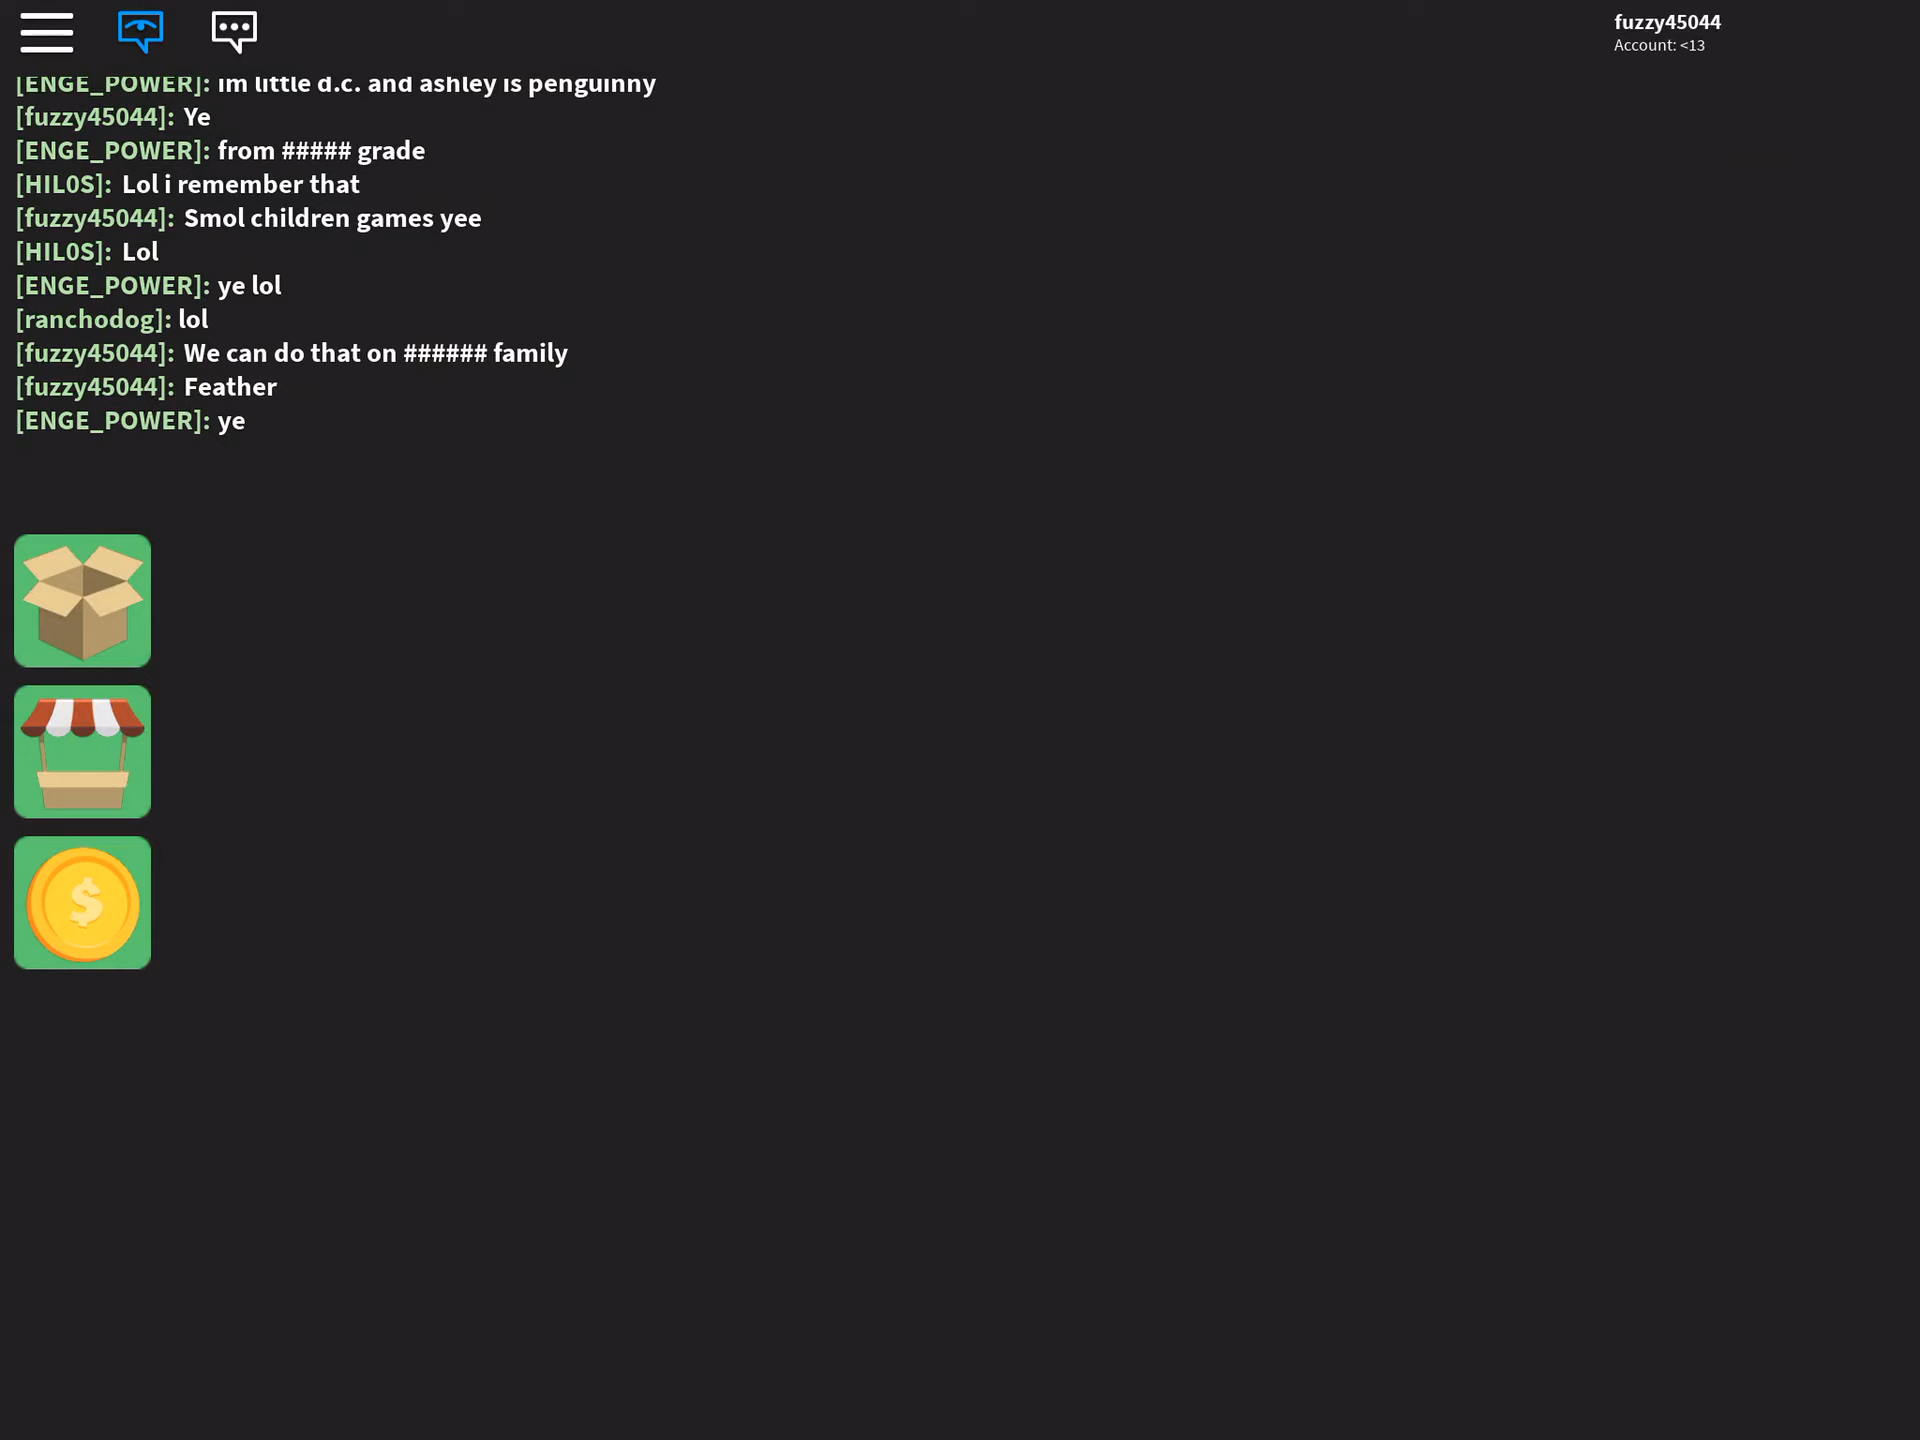 fuzzy45044
Account: <13
[ENGE_POWER]: im little d.c. and ashley is penguinny
[fuzzy45044]: Ye
[ENGE_POWER]: from ##### grade
[HIL0S]: Lol i remember that
[fuzzy45044]: Smol children games yee
[HIL0S]: Lol
[ENGE_POWER]: ye lol
[ranchodog]: lol
[fuzzy45044]: We can do that on ###### family
[fuzzy45044]: Feather
[ENGE_POWER]: ye
$